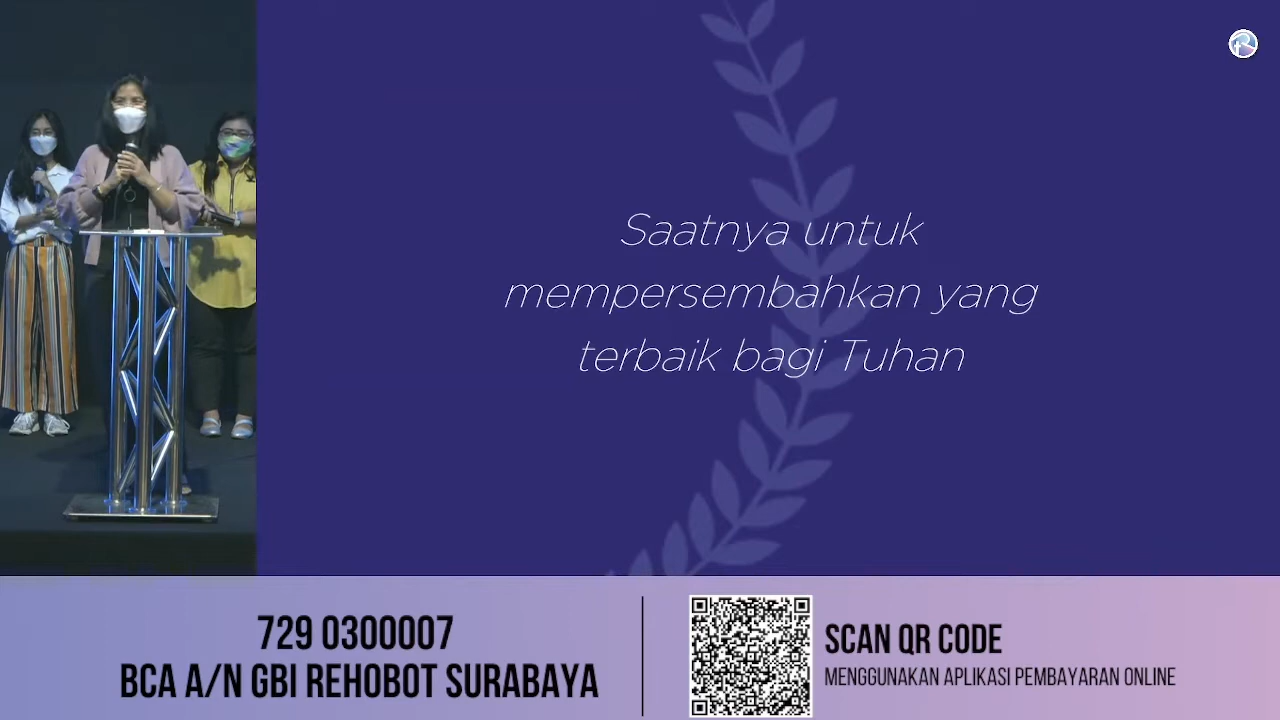 Saatnya untuk
mempersembahkan yang
terbaik bagi Tuhan
729 0300007
BCA A/N GBI REHOBOT SURABAYA
SCAN QR CODE
MENGGUNAKAN APLIKASI PEMBAYARAN ONLINE